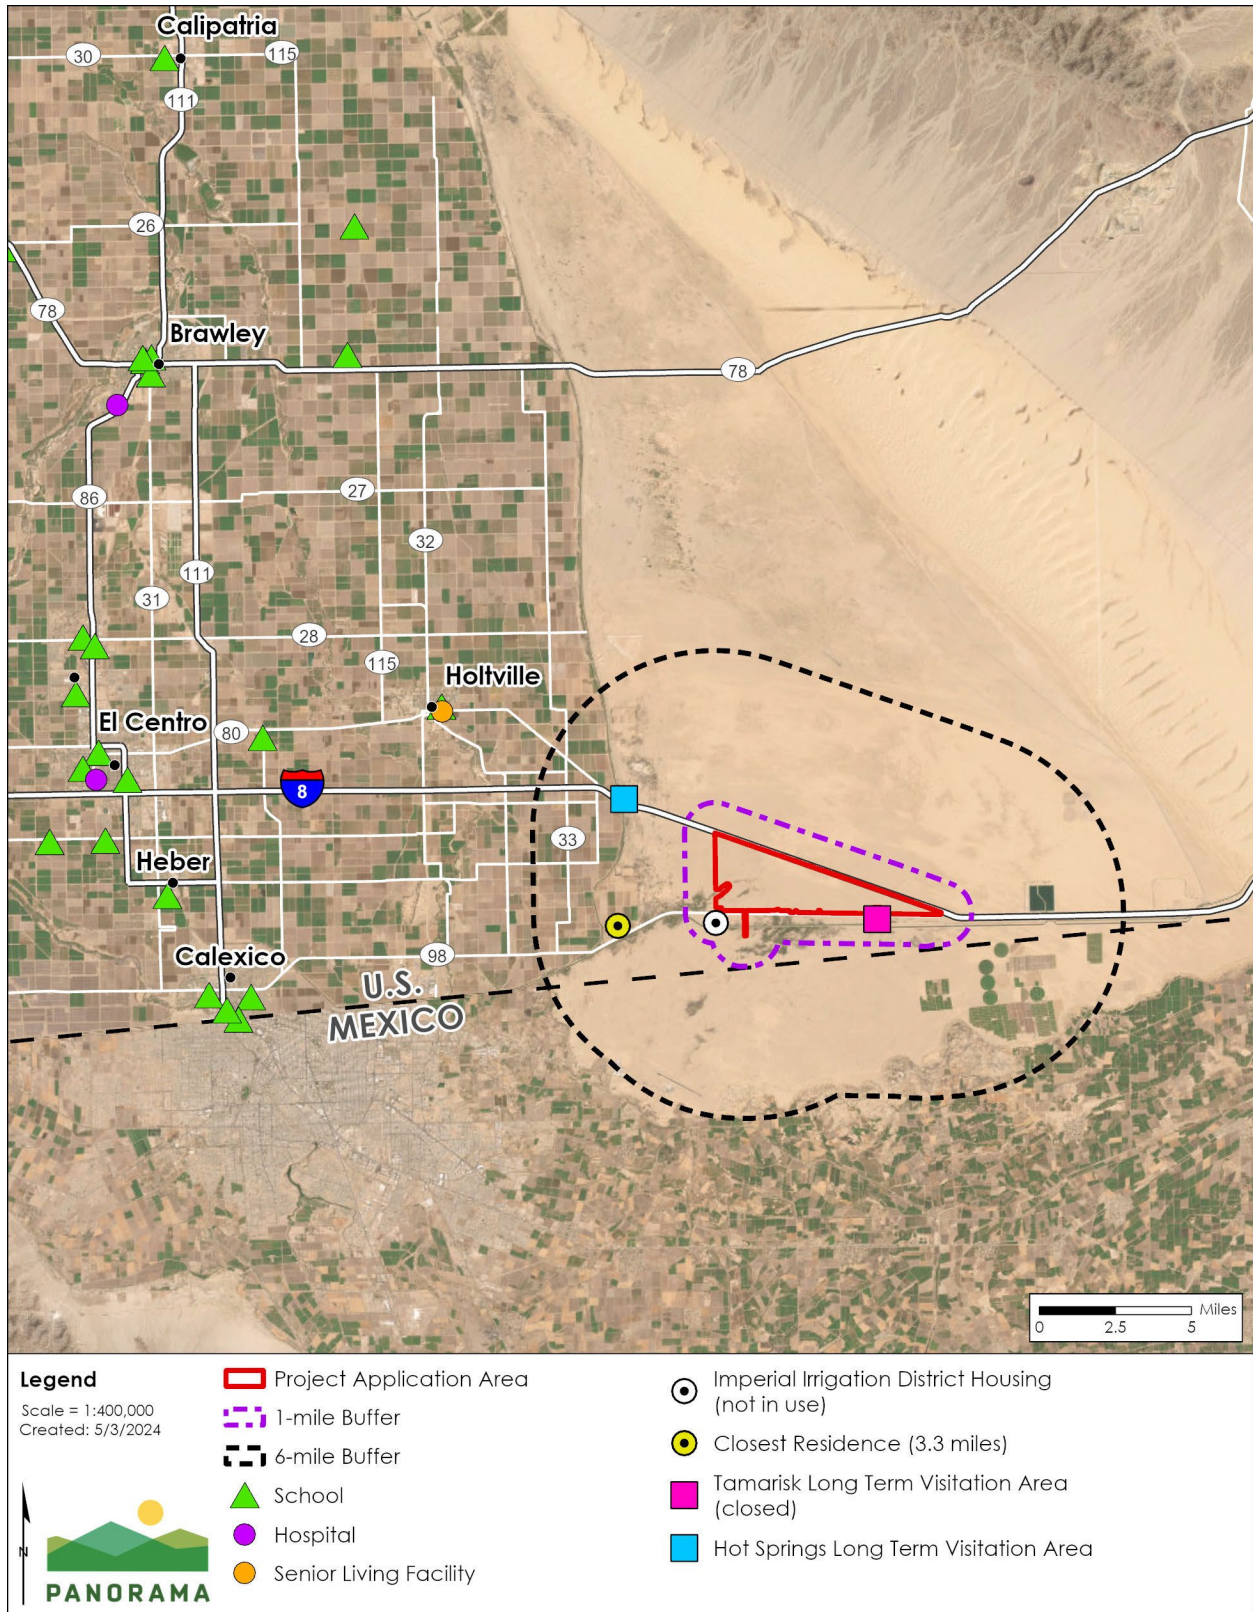 Calipatria
30
115
111
26
78
Brawley
78
86
27
32
111
31
28
115
Holtville
El Centro
80
8
33
Heber
Calexico
98
U.S.
MEXICO
Miles
0 2.5 5
Legend
Scale = 1:400,000
Created: 5/3/2024
N
PANORAMA
Project Application Area
1-mile Buffer
6-mile Buffer
School
Hospital
Senior Living Facility
Imperial Irrigation District Housing
(not in use)
Closest Residence (3.3 miles)
Tamarisk Long Term Visitation Area
(closed)
Hot Springs Long Term Visitation Area